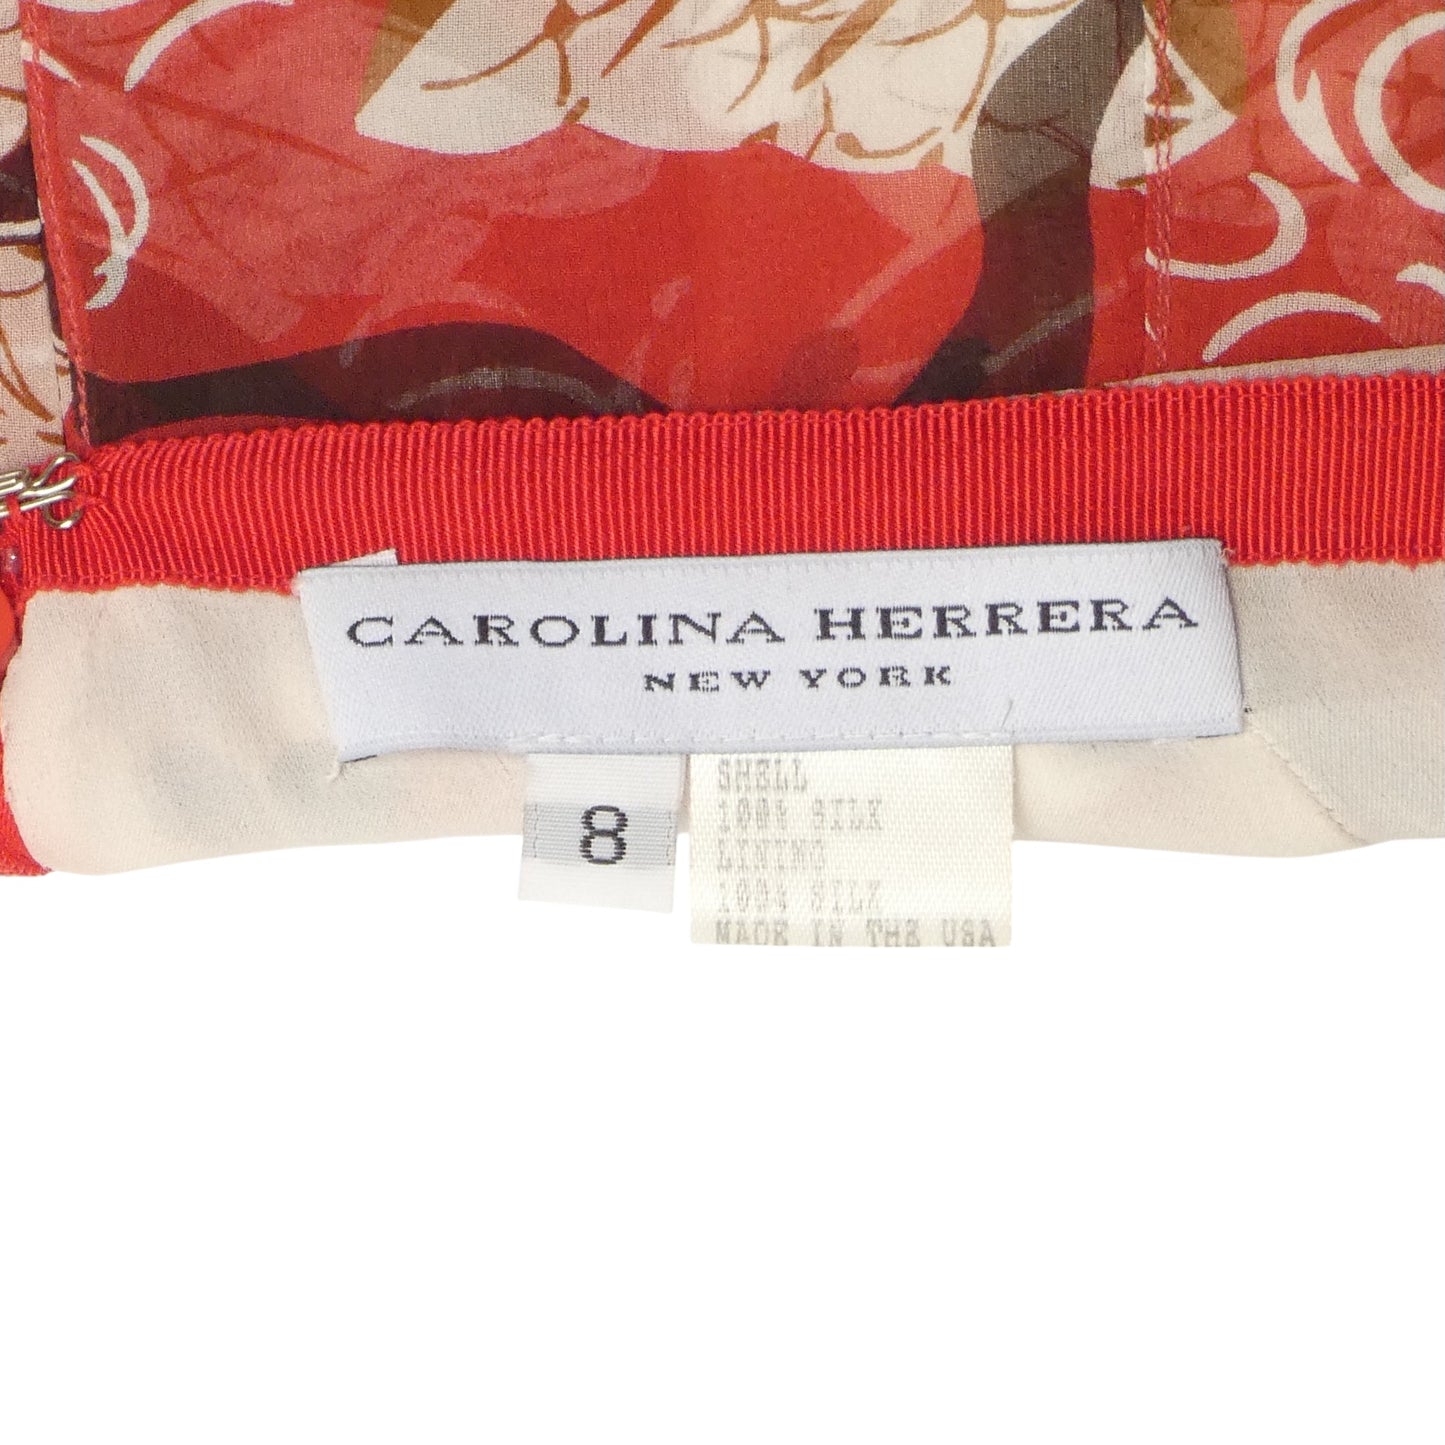 CAROLINA HERRERA
NEW YORK
8
SHELL
100% SILK
LINING
100% SILK
MADE IN THE USA